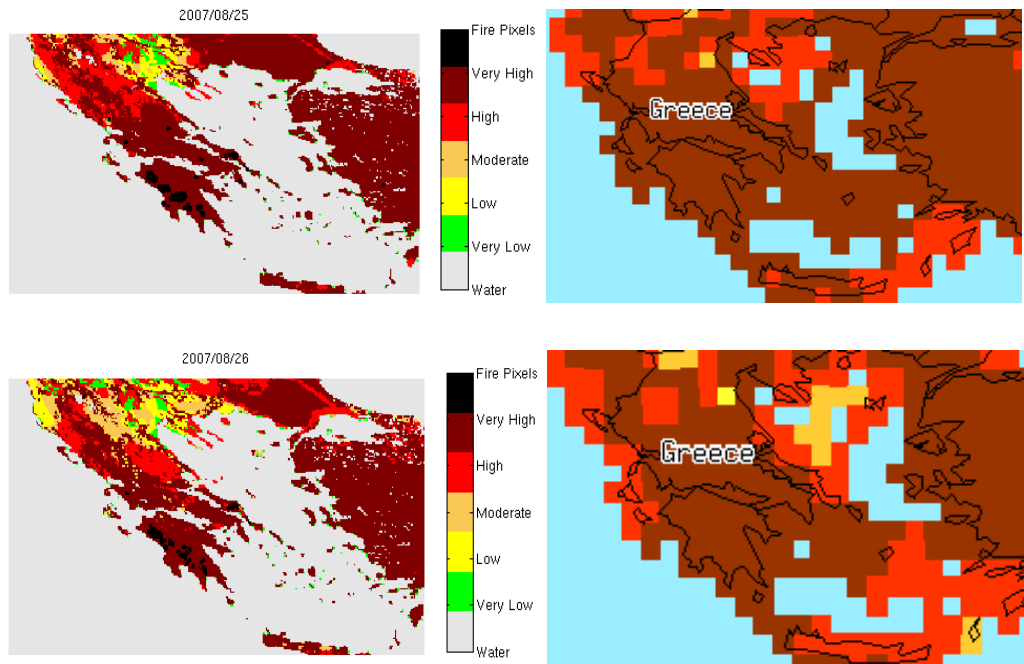 2007/08/25
Fire Pixels
Very High
High
Moderate
Low
Very Low
Water
Greece
2007/08/26
Fire Pixels
Very High
High
Moderate
Low
Very Low
Water
Greece